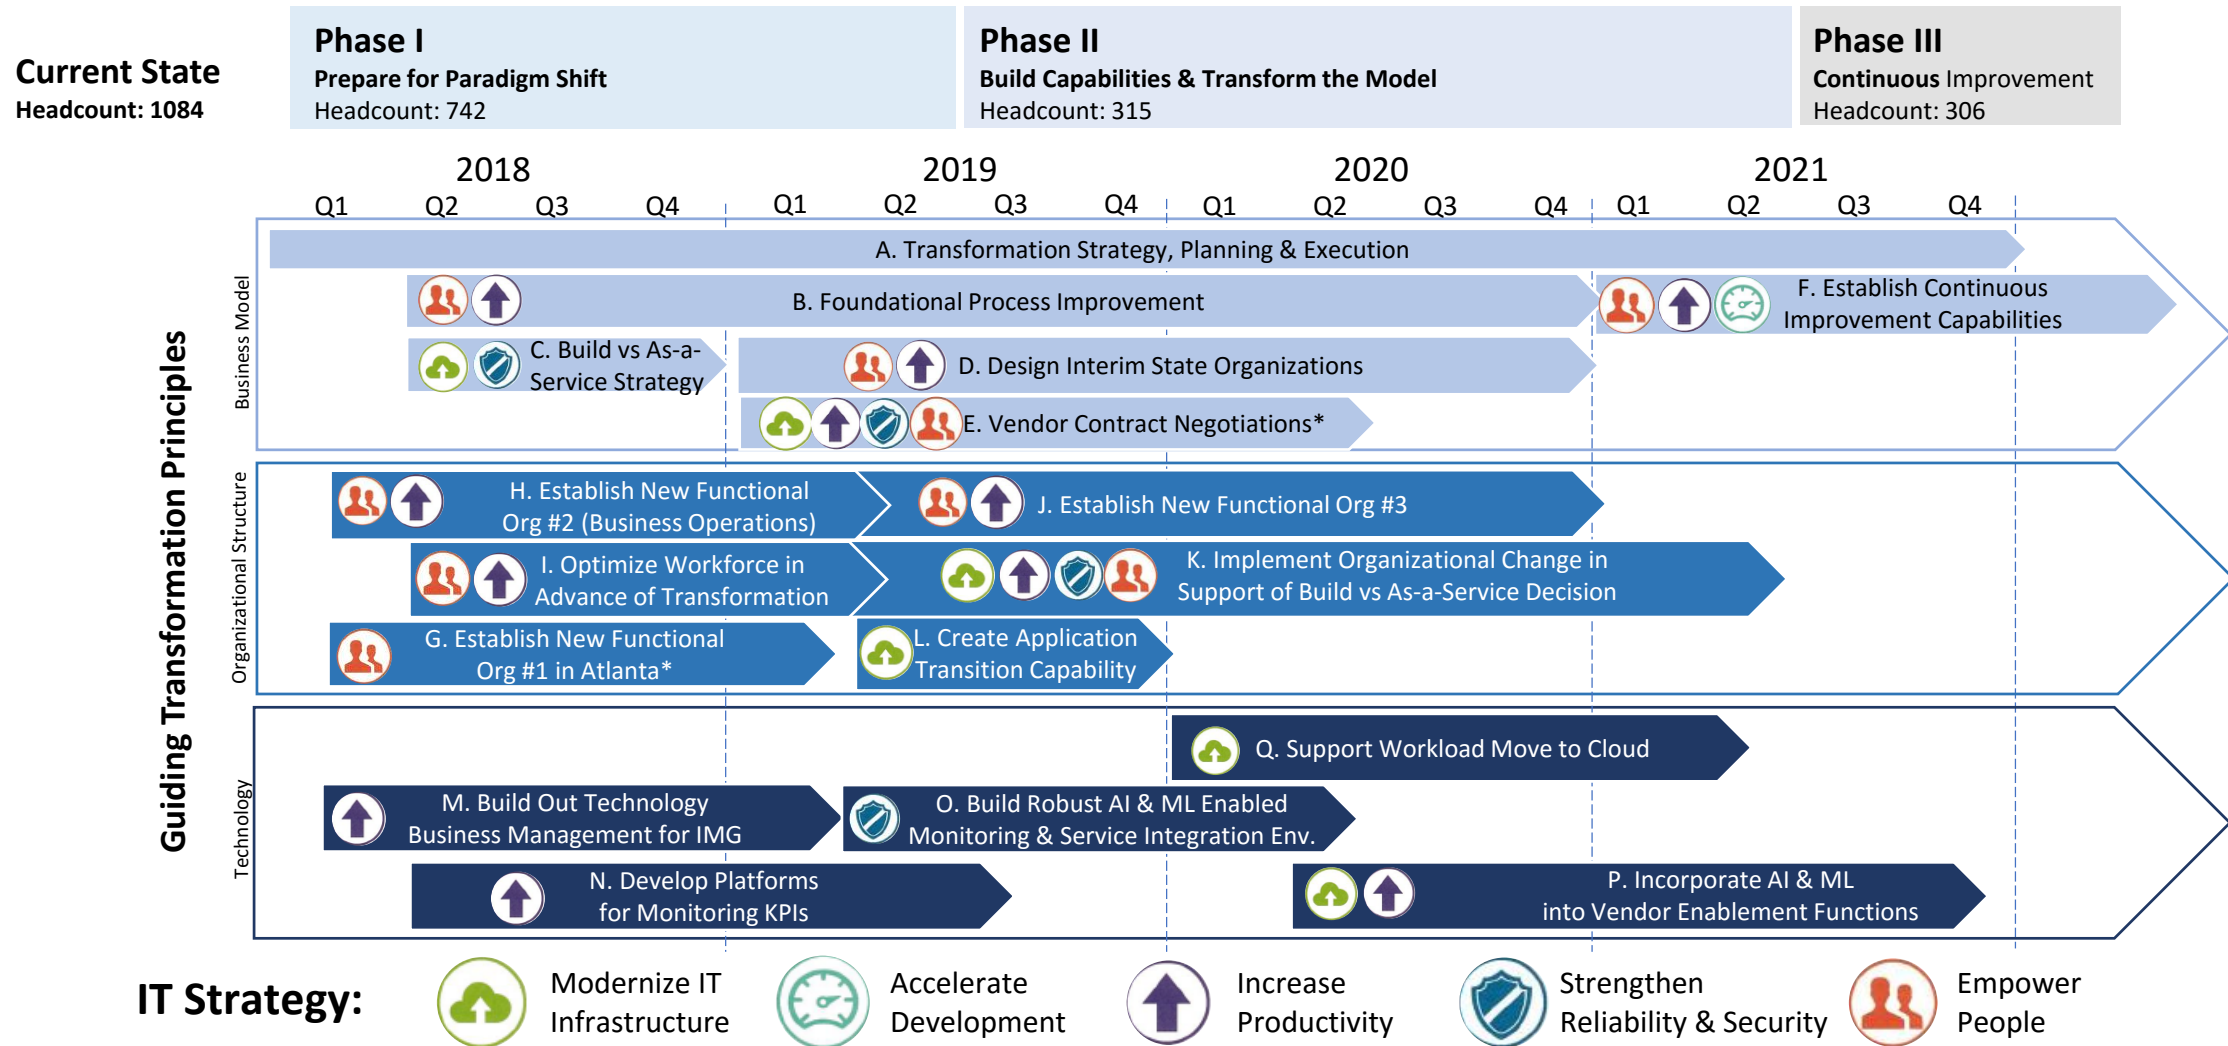 Current State
Headcount: 1084
Phase I
Prepare for Paradigm Shift
Headcount: 742
Phase II
Build Capabilities & Transform the Model
Headcount: 315
Phase III
Continuous Improvement
Headcount: 306
2018
2019
2020
2021
Q1 Q2 Q3 Q4 Q1 Q2 Q3 Q4 Q1 Q2 Q3 Q4 Q1 Q2 Q3 Q4
Guiding Transformation Principles
Business Model
A. Transformation Strategy, Planning & Execution
B. Foundational Process Improvement
F. Establish Continuous
Improvement Capabilities
C. Build vs As-a-
Service Strategy
D. Design Interim State Organizations
E. Vendor Contract Negotiations*
Organizational Structure
H. Establish New Functional
Org #2 (Business Operations)
J. Establish New Functional Org #3
I. Optimize Workforce in
Advance of Transformation
K. Implement Organizational Change in
Support of Build vs As-a-Service Decision
G. Establish New Functional
Org #1 in Atlanta*
L. Create Application
Transition Capability
Technology
Q. Support Workload Move to Cloud
M. Build Out Technology
Business Management for IMG
O. Build Robust AI & ML Enabled
Monitoring & Service Integration Env.
N. Develop Platforms
for Monitoring KPIs
P. Incorporate AI & ML
into Vendor Enablement Functions
IT Strategy:
Modernize IT
Infrastructure
Accelerate
Development
Increase
Productivity
Strengthen
Reliability & Security
Empower
People